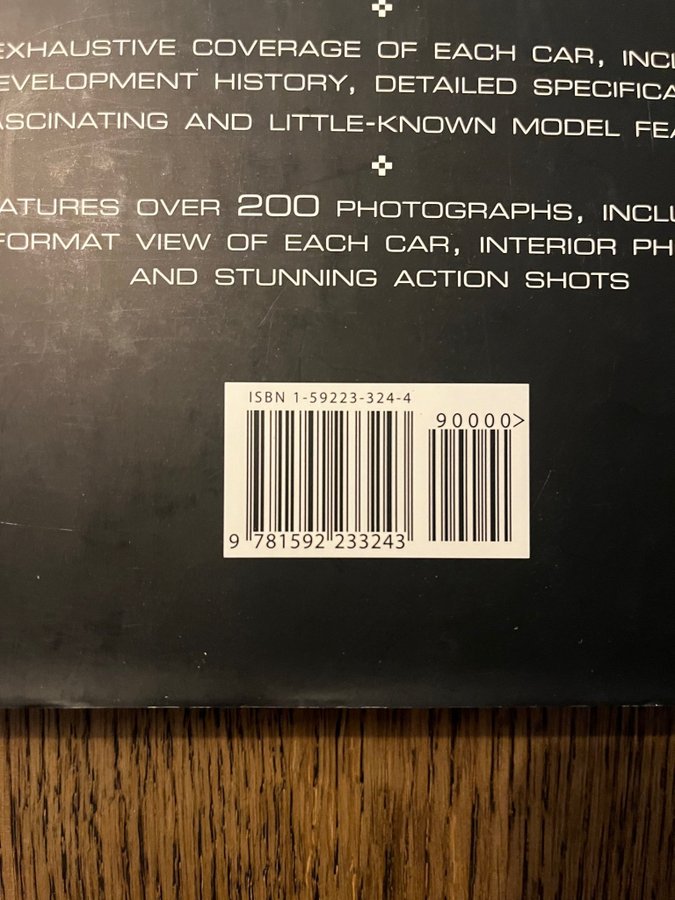 EXHAUSTIVE COVERAGE OF EACH CAR, INCL
EVELOPMENT HISTORY, DETAILED SPECIFICA
ASCINATING AND LITTLE-KNOWN MODEL FEA
ATURES OVER 200 PHOTOGRAPHS, INCLU
FORMAT VIEW OF EACH CAR, INTERIOR PH
AND STUNNING ACTION SHOTS
ISBN 1-59223-324-4
90000>
9 781592 233243